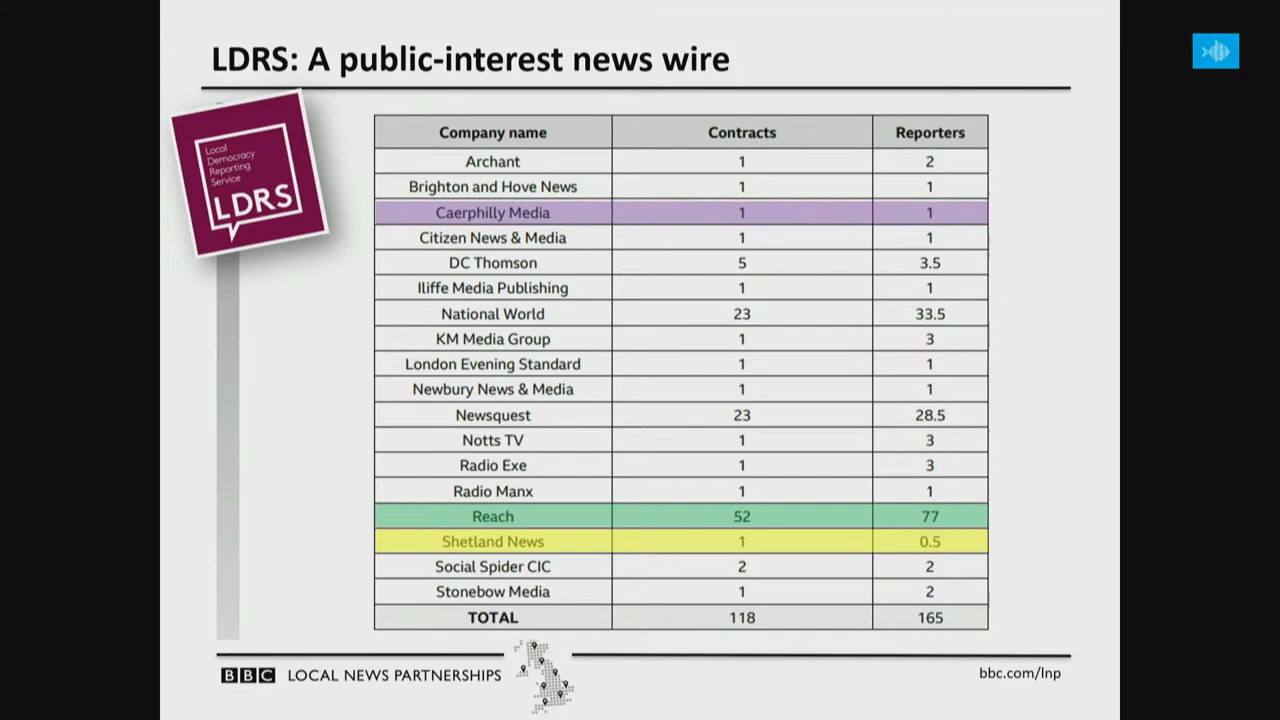 LDRS: A public-interest news wire
Local
Democracy
Reporting
Service
LDRS
Company name Contracts Reporters
Archant 1 2
Brighton and Hove News 1 1
Caerphilly Media 1 1
Citizen News & Media 1 1
DC Thomson 5 3.5
Iliffe Media Publishing 1 1
National World 23 33.5
KM Media Group 1 3
London Evening Standard 1 1
Newbury News & Media 1 1
Newsquest 23 28.5
Notts TV 1 3
Radio Exe 1 3
Radio Manx 1 1
Reach 52 77
Shetland News 1 0.5
Social Spider CIC 2 2
Stonebow Media 1 2
TOTAL 118 165
BBC LOCAL NEWS PARTNERSHIPS
bbc.com/lnp